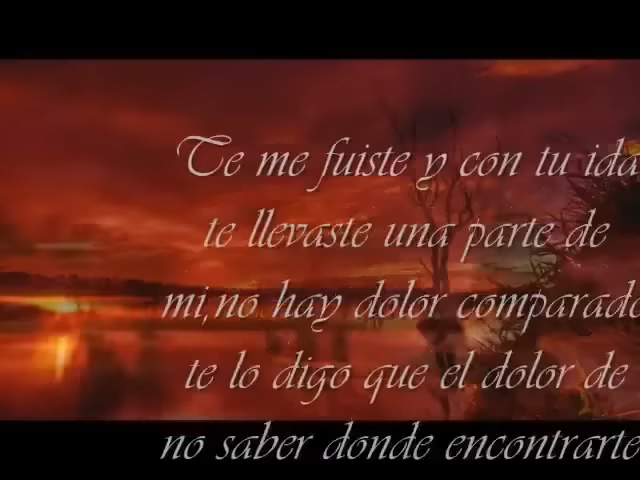 Te me fuiste y con tu ida
te llevaste una parte de
mi,no hay dolor comparado
te lo digo que el dolor de
no saber donde encontrarte